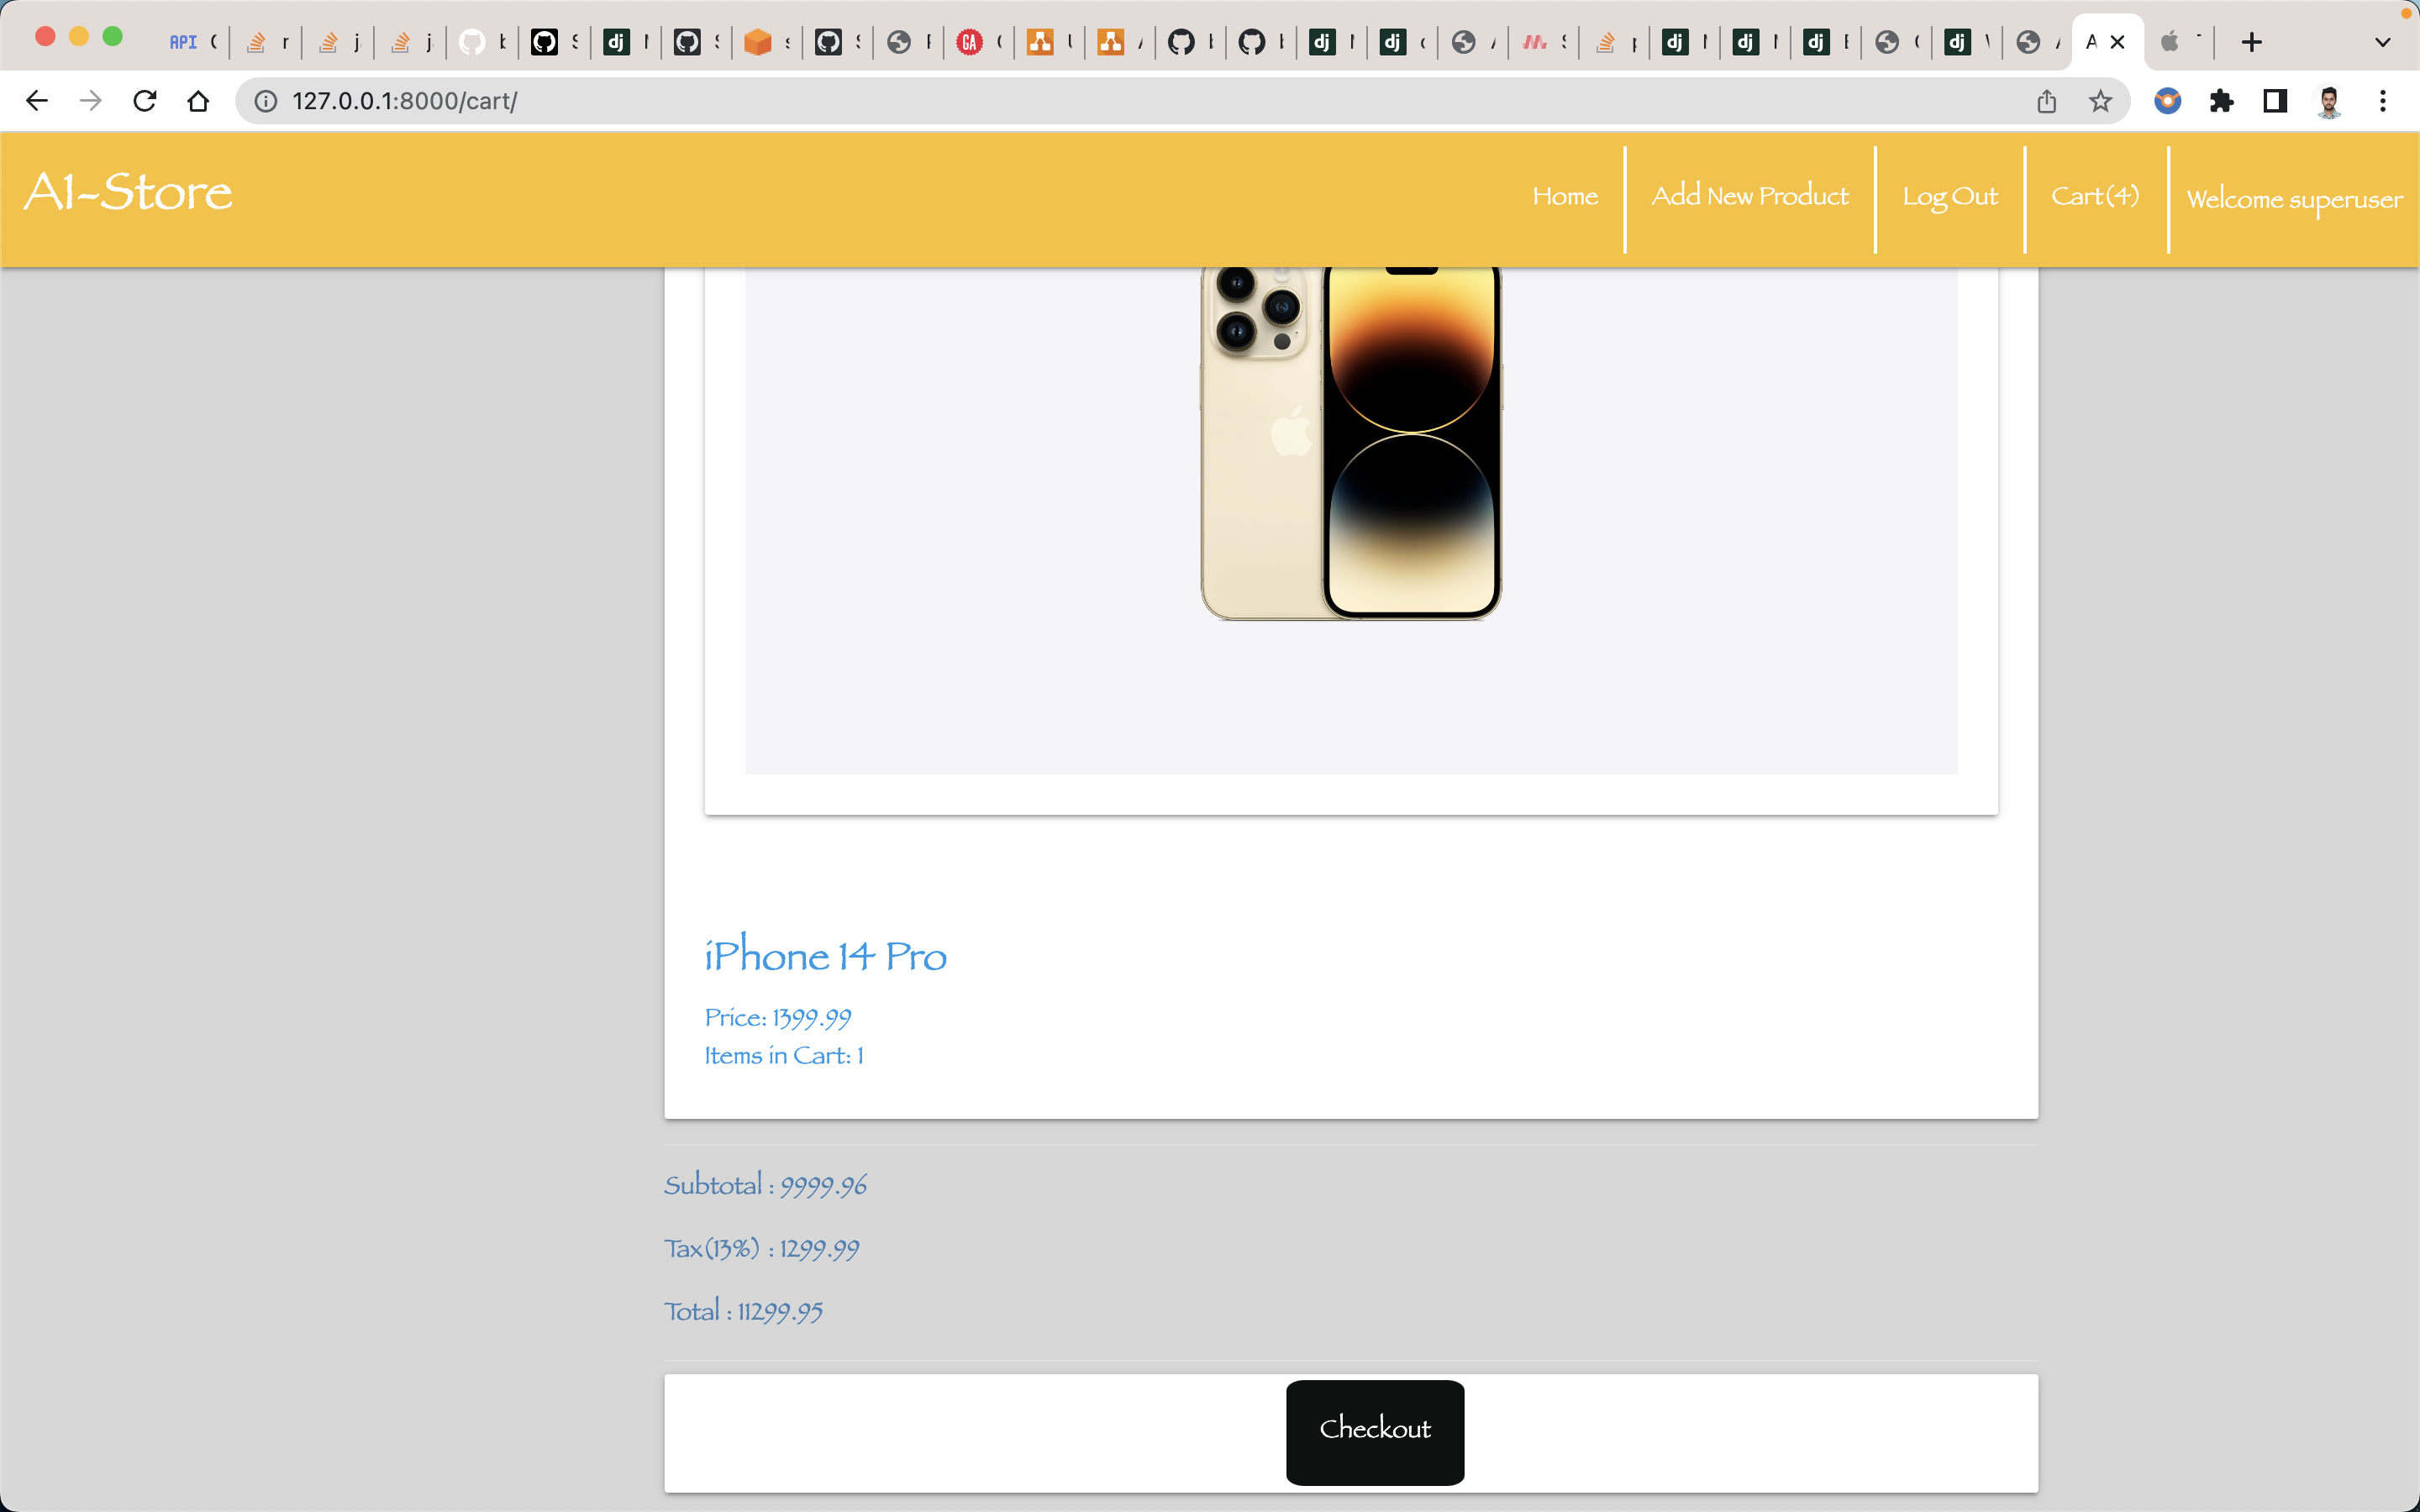 API
127.0.0.1:8000/cart/
A1-Store
Home
Add New Product
Log Out
Cart(4)
Welcome superuser
iPhone 14 Pro
Price: 1399.99
Items in Cart: 1
Subtotal : 9999.96
Tax(13%) : 1299.99
Total : 11299.95
Checkout